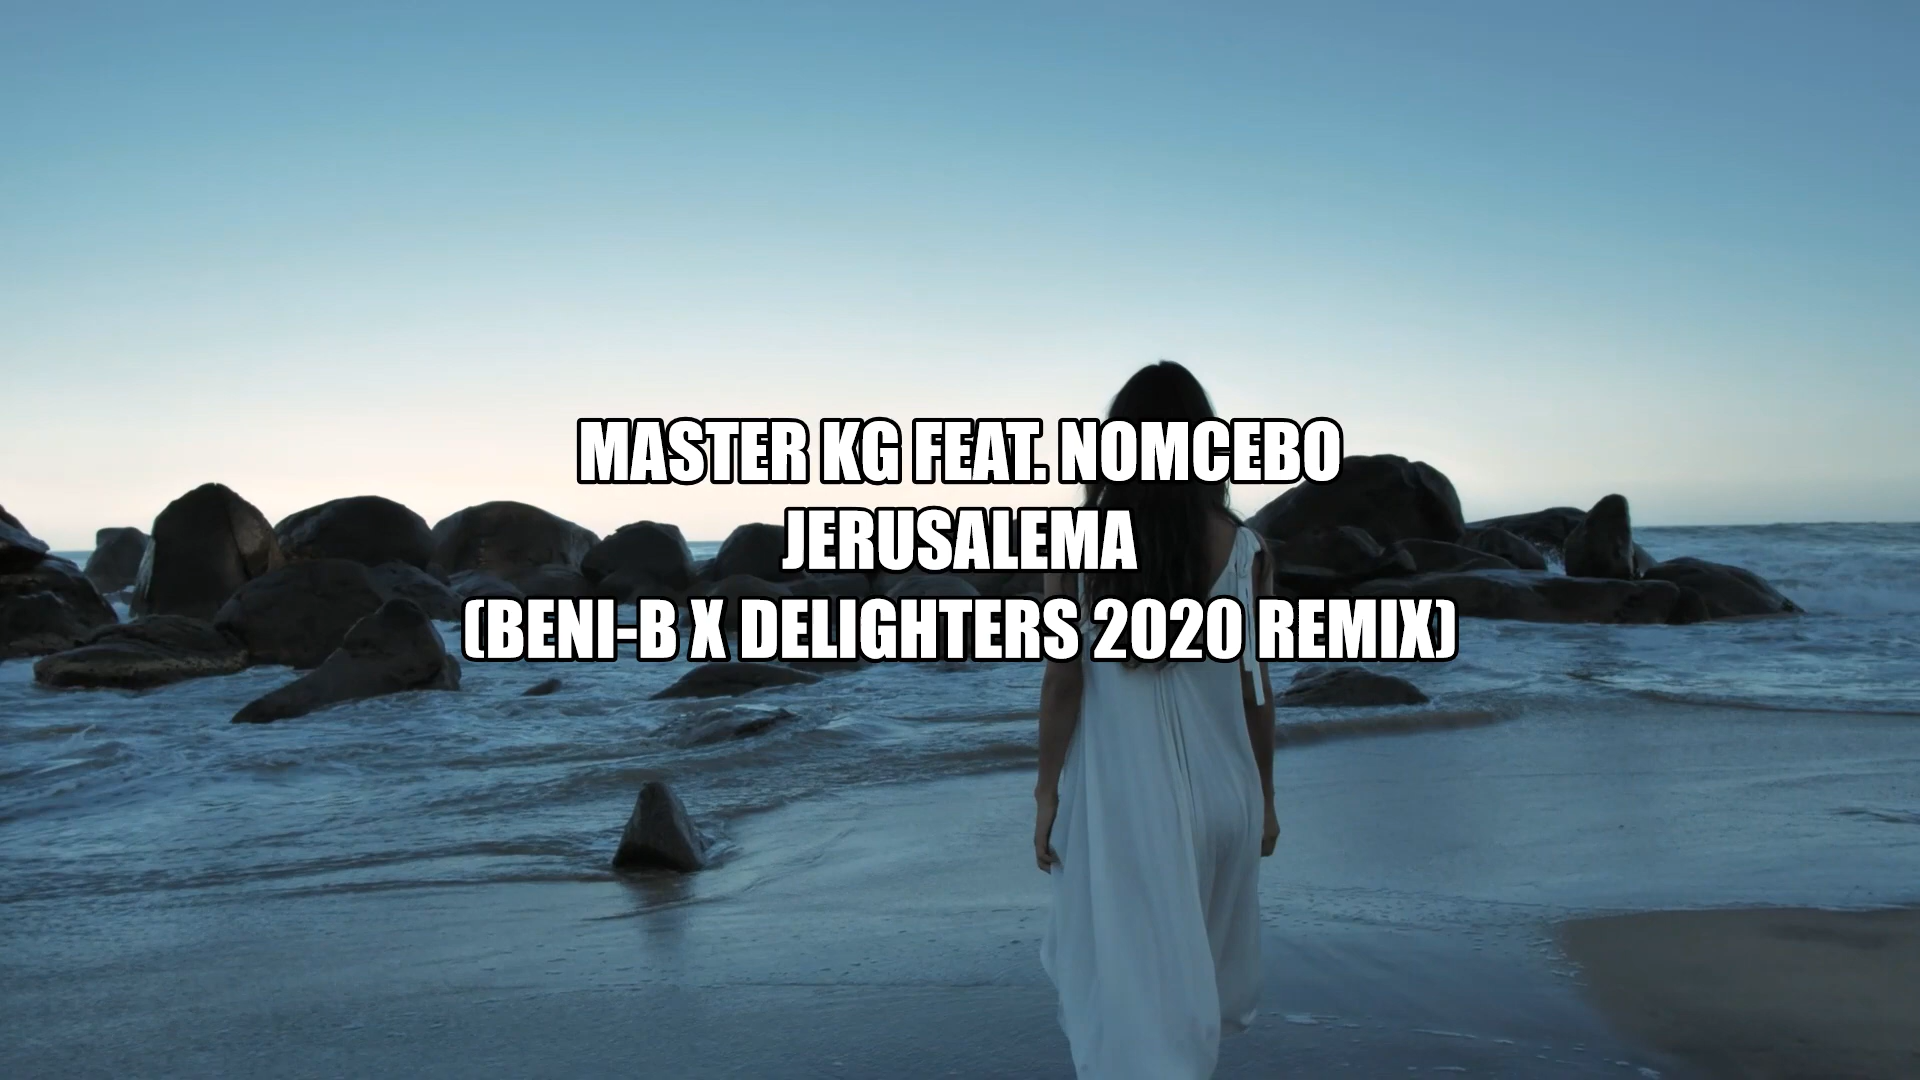 MASTER KG FEAT. NOMCEBO
JERUSALEMA
(BENI-B X DELIGHTERS 2020 REMIX)